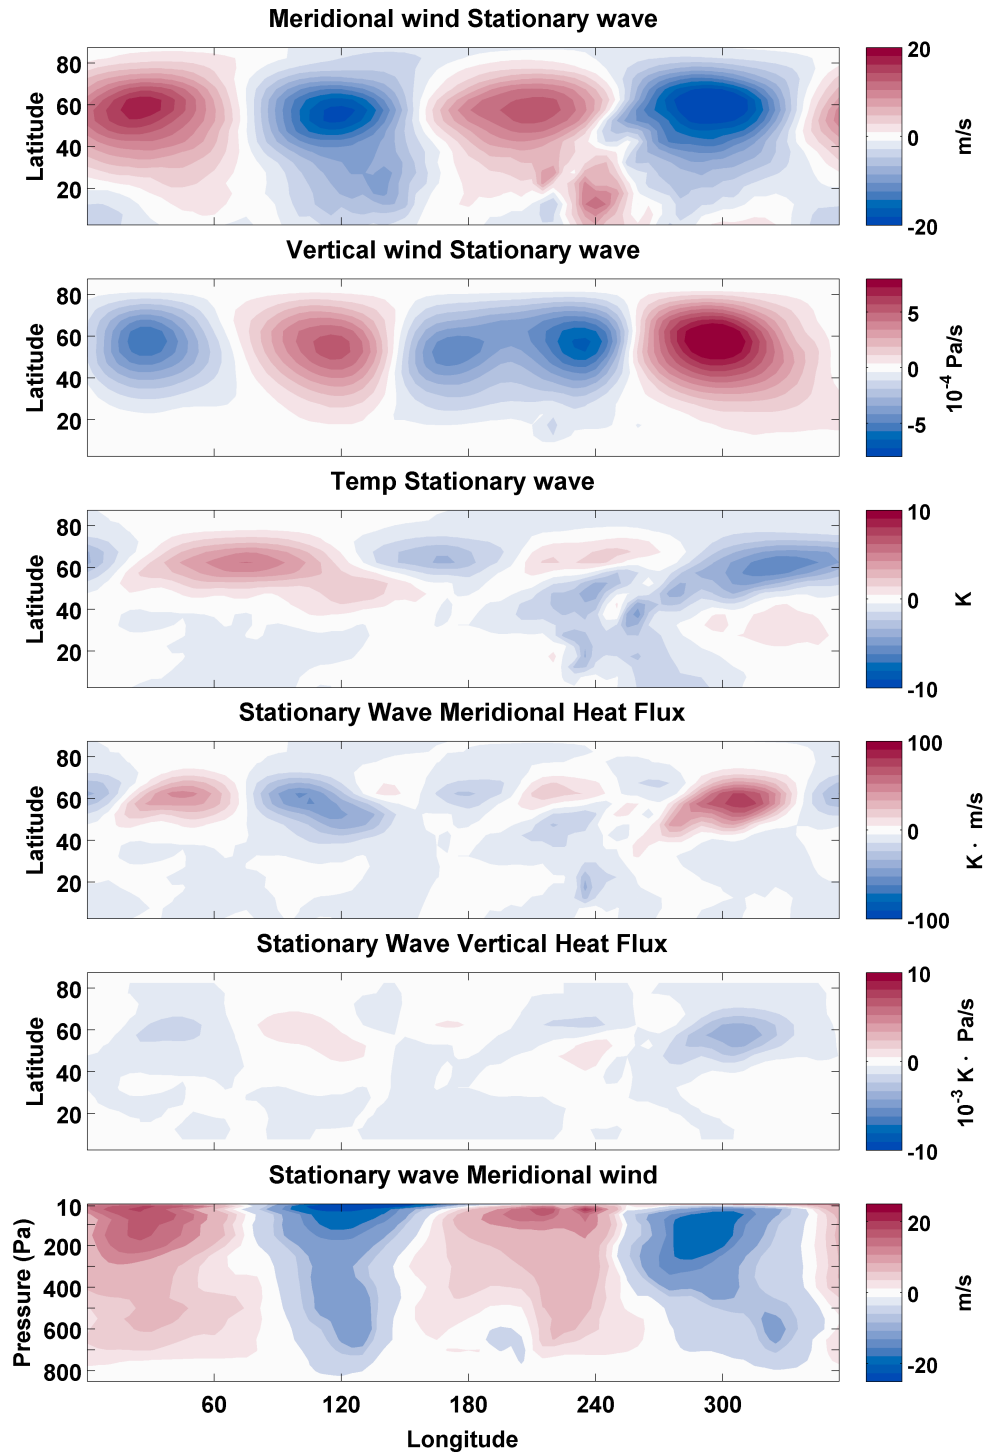 Meridional wind Stationary wave
80
60
40
20
Latitude
20
0
-20
m/s
Vertical wind Stationary wave
80
60
40
20
Latitude
5
0
-5
10⁻⁴ Pa/s
Temp Stationary wave
80
60
40
20
Latitude
10
0
-10
K
Stationary Wave Meridional Heat Flux
80
60
40
20
Latitude
100
0
-100
K · m/s
Stationary Wave Vertical Heat Flux
80
60
40
20
Latitude
10
0
-10
10⁻³ K · Pa/s
Stationary wave Meridional wind
10
200
400
600
800
Pressure (Pa)
20
0
-20
m/s
60 120 180 240 300
Longitude